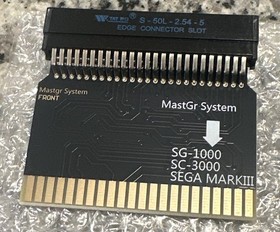 S-50L-2.54-5
EDGE CONNECTOR SLOT
Mastgr System
FRONT
MastGr System
SG-1000
SC-3000
SEGA MARKIII